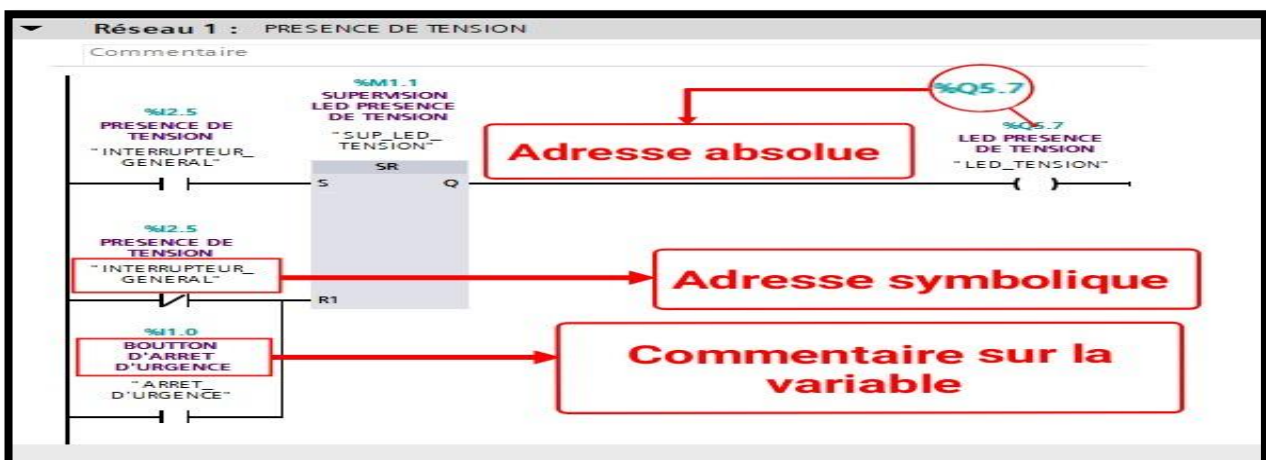 Réseau 1 : PRESENCE DE TENSION
Commentaire
%M1.1
SUPERVISION
LED PRESENCE
DE TENSION
"SUP_LED_
TENSION"
%I2.5
PRESENCE DE
TENSION
"INTERRUPTEUR_
GENERAL"
SR
S Q
Adresse absolue
%Q5.7
%Q5.7
LED PRESENCE
DE TENSION
"LED_TENSION"
%I2.5
PRESENCE DE
TENSION
"INTERRUPTEUR_
GENERAL"
R1
Adresse symbolique
%I1.0
BOUTTON
D'ARRET
D'URGENCE
"ARRET_
D'URGENCE"
Commentaire sur la
variable